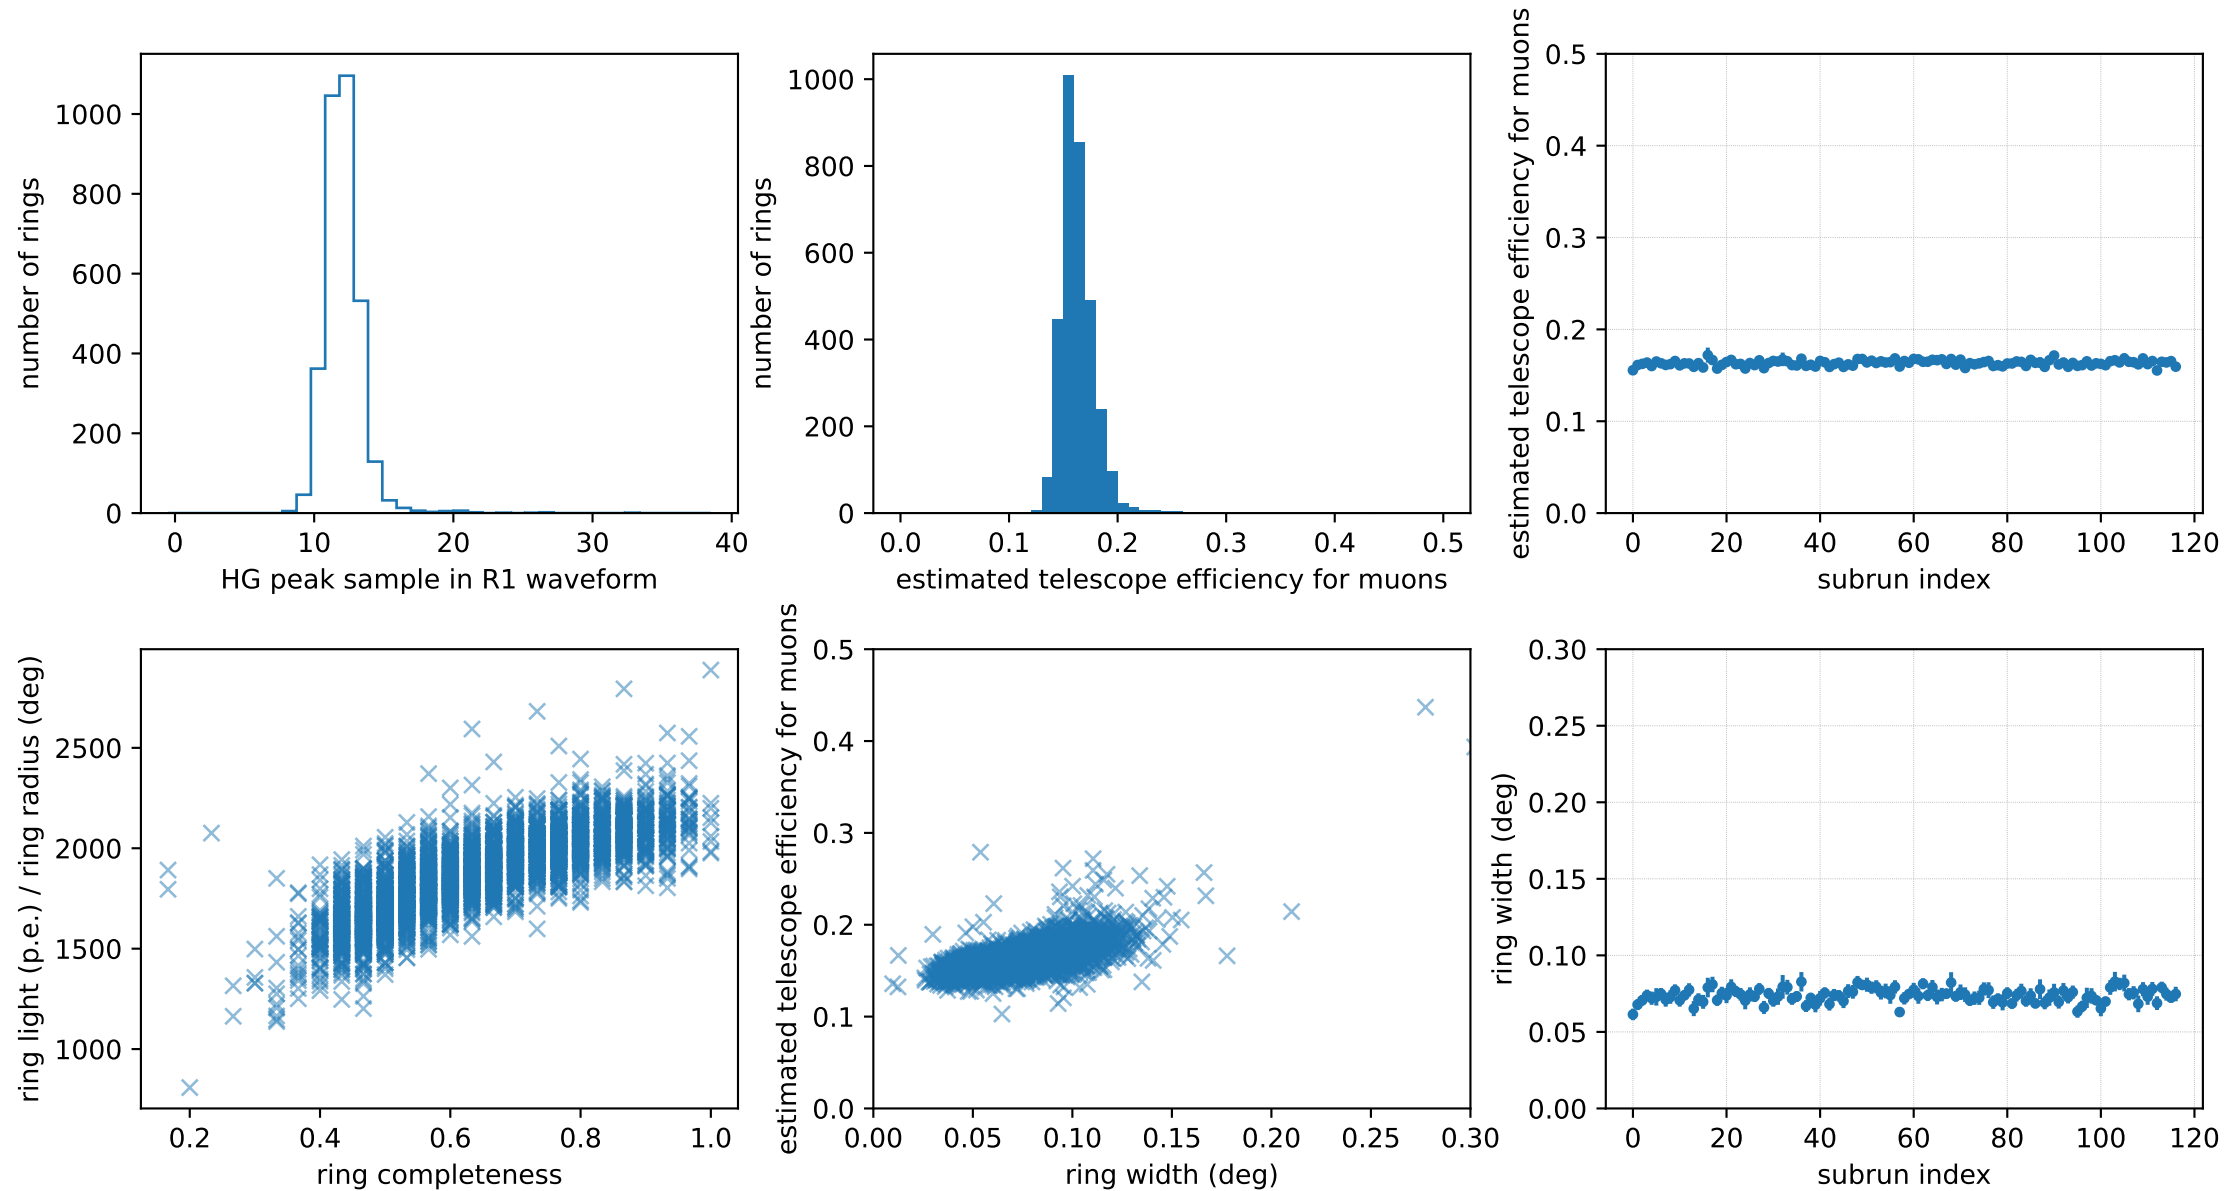 number of rings
1000
800
600
400
200
0
0 10 20 30 40
HG peak sample in R1 waveform
number of rings
1000
800
600
400
200
0
0.0 0.1 0.2 0.3 0.4 0.5
estimated telescope efficiency for muons
estimated telescope efficiency for muons
0.5
0.4
0.3
0.2
0.1
0.0
0 20 40 60 80 100 120
subrun index
ring light (p.e.) / ring radius (deg)
2500
2000
1500
1000
0.2 0.4 0.6 0.8 1.0
ring completeness
estimated telescope efficiency for muons
0.5
0.4
0.3
0.2
0.1
0.0
0.00 0.05 0.10 0.15 0.20 0.25 0.30
ring width (deg)
ring width (deg)
0.30
0.25
0.20
0.15
0.10
0.05
0.00
0 20 40 60 80 100 120
subrun index